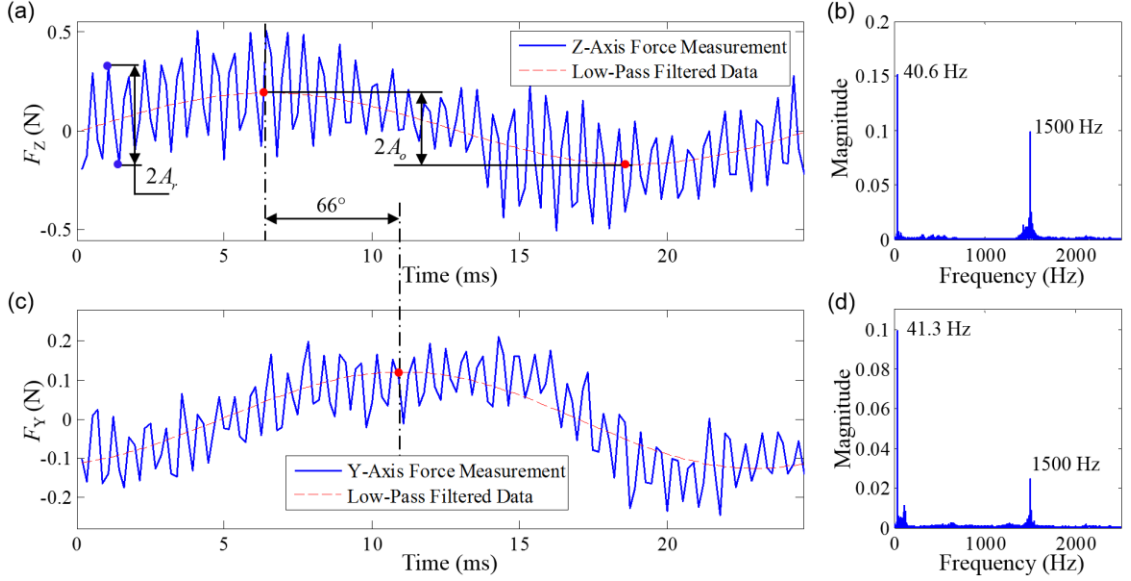 (a)
0.5
0
-0.5
F_Z (N)
Z-Axis Force Measurement
Low-Pass Filtered Data
2A_r
2A_o
66°
0
5
10
15
20
Time (ms)
(b)
0.2
0.15
0.1
0.05
0
Magnitude
40.6 Hz
1500 Hz
0
1000
2000
Frequency (Hz)
(c)
0.2
0.1
0
-0.1
-0.2
F_Y (N)
Y-Axis Force Measurement
Low-Pass Filtered Data
0
5
10
15
20
Time (ms)
(d)
0.1
0.08
0.06
0.04
0.02
0
Magnitude
41.3 Hz
1500 Hz
0
1000
2000
Frequency (Hz)